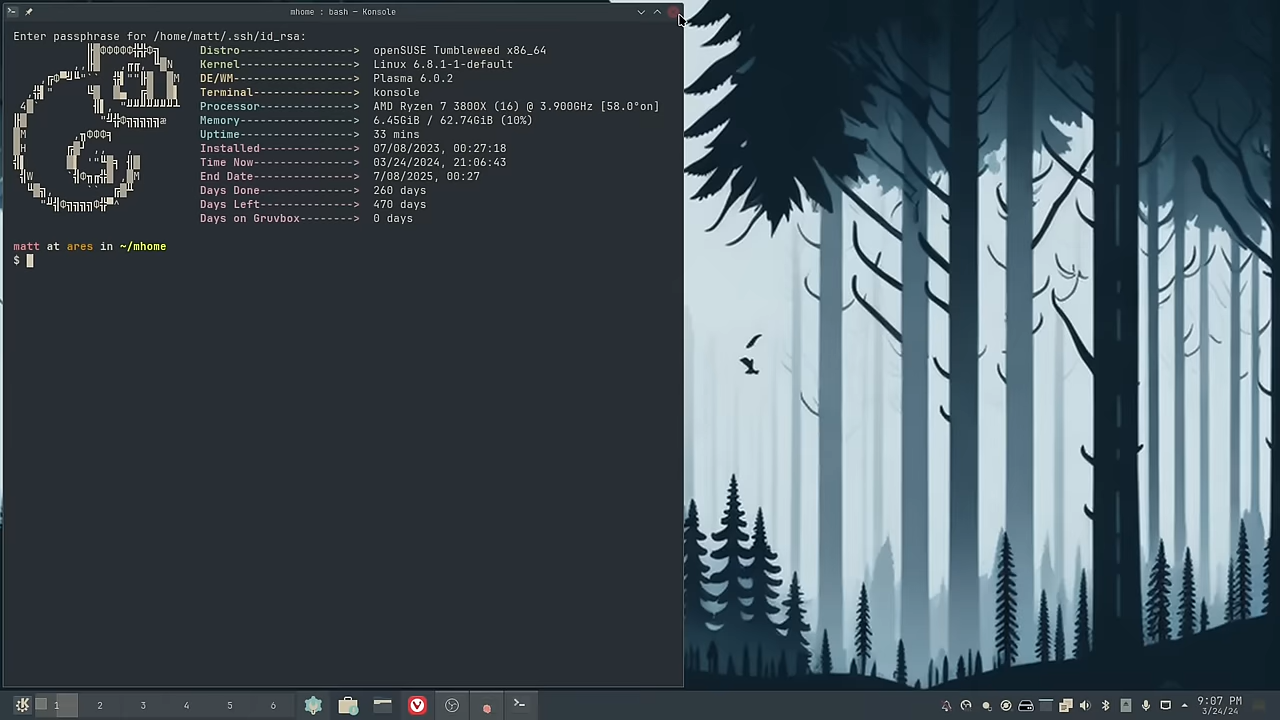 mhome : bash — Konsole
Enter passphrase for /home/matt/.ssh/id_rsa:
Distro-----------------> openSUSE Tumbleweed x86_64
Kernel-----------------> Linux 6.8.1-1-default
DE/WM------------------> Plasma 6.0.2
Terminal---------------> konsole
Processor--------------> AMD Ryzen 7 3800X (16) @ 3.900GHz [58.0°on]
Memory-----------------> 6.45GiB / 62.74GiB (10%)
Uptime-----------------> 33 mins
Installed--------------> 07/08/2023, 00:27:18
Time Now---------------> 03/24/2024, 21:06:43
End Date---------------> 7/08/2025, 00:27
Days Done--------------> 260 days
Days Left--------------> 470 days
Days on Gruvbox--------> 0 days
matt at ares in ~/mhome
$
1 2 3 4 5 6
9:07 PM
3/24/24